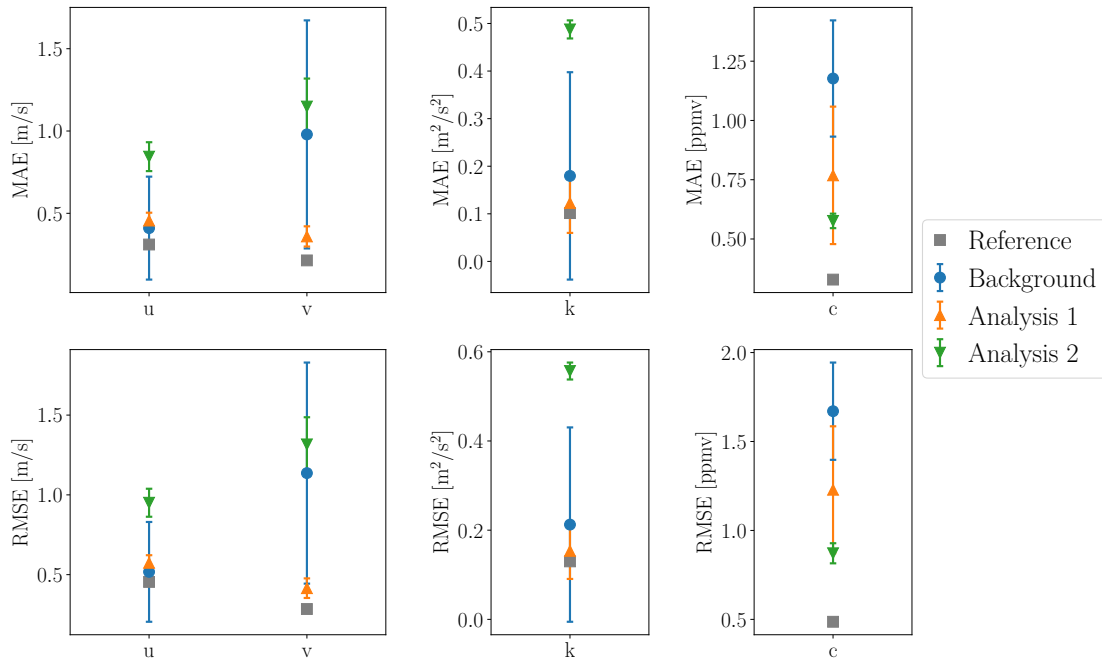 MAE [m/s]
1.5
1.0
0.5
u
v
MAE [m²/s²]
0.5
0.4
0.3
0.2
0.1
0.0
k
MAE [ppmv]
1.25
1.00
0.75
0.50
c
RMSE [m/s]
1.5
1.0
0.5
u
v
RMSE [m²/s²]
0.6
0.4
0.2
0.0
k
RMSE [ppmv]
2.0
1.5
1.0
0.5
c
Reference
Background
Analysis 1
Analysis 2